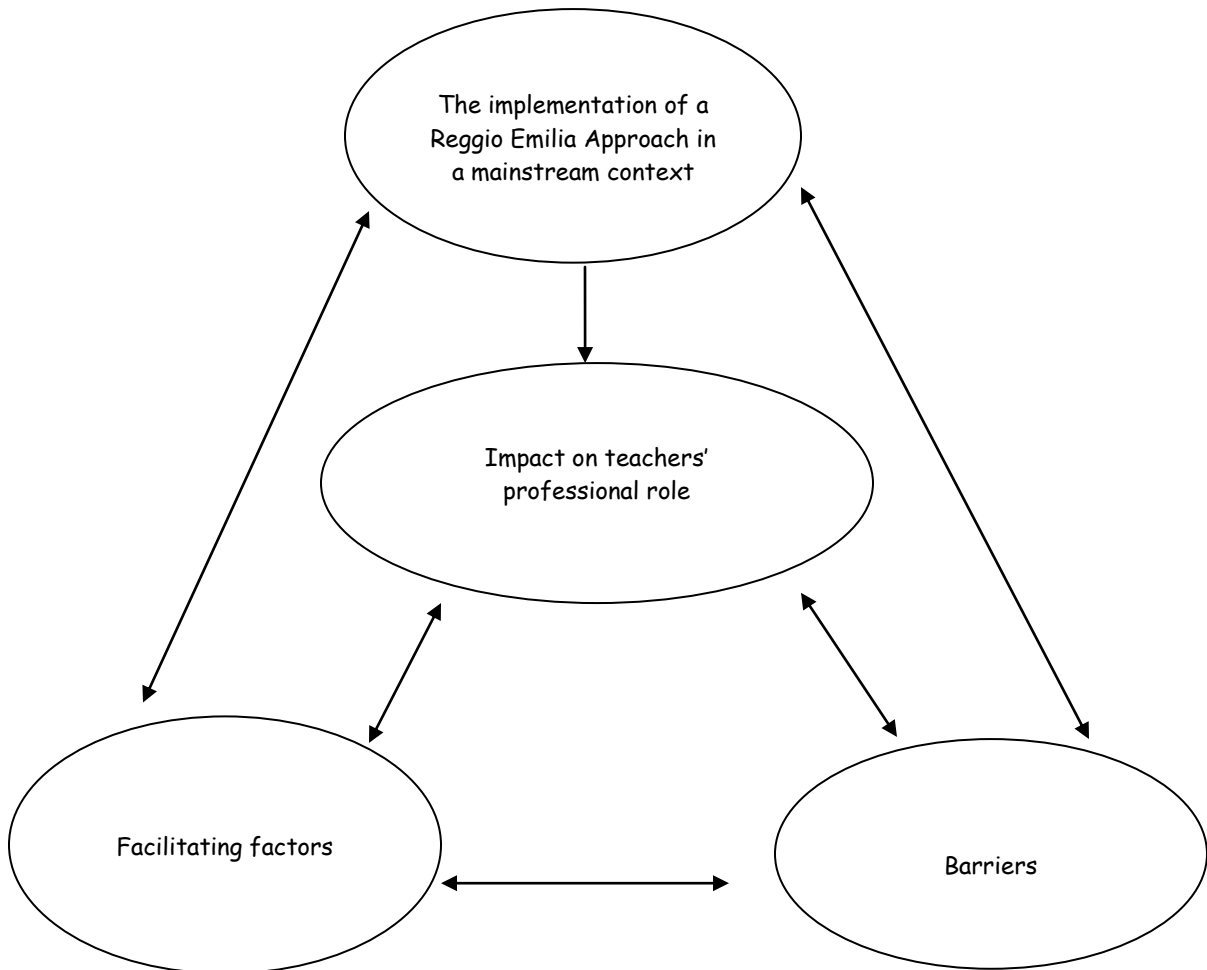 The implementation of a
Reggio Emilia Approach in
a mainstream context
Impact on teachers’
professional role
Facilitating factors
Barriers